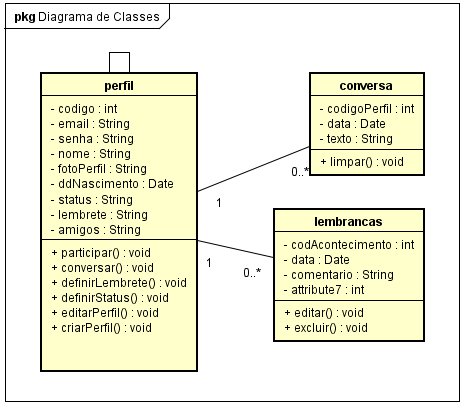 pkg Diagrama de Classes
perfil
- codigo : int
- email : String
- senha : String
- nome : String
- fotoPerfil : String
- ddNascimento : Date
- status : String
- lembrete : String
- amigos : String
+ participar() : void
+ conversar() : void
+ definirLembrete() : void
+ definirStatus() : void
+ editarPerfil() : void
+ criarPerfil() : void
conversa
- codigoPerfil : int
- data : Date
- texto : String
+ limpar() : void
1
0..*
lembrancas
- codAcontecimento : int
- data : Date
- comentario : String
- attribute7 : int
+ editar() : void
+ excluir() : void
1
0..*